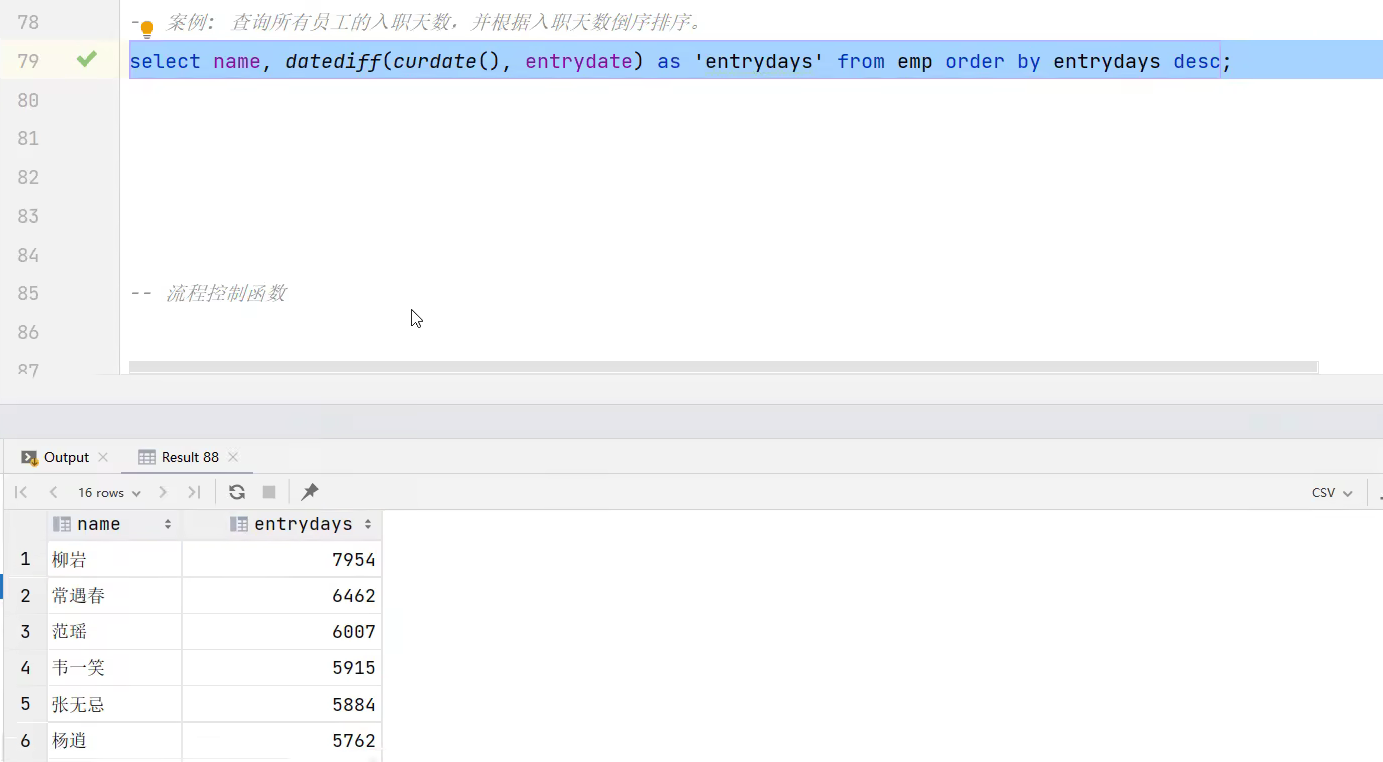 78 - 案例: 查询所有员工的入职天数，并根据入职天数倒序排序。
79 select name, datediff(curdate(), entrydate) as 'entrydays' from emp order by entrydays desc;
80
81
82
83
84
85 -- 流程控制函数
86
87
Output Result 88
16 rows CSV
name entrydays
1 柳岩 7954
2 常遇春 6462
3 范瑶 6007
4 韦一笑 5915
5 张无忌 5884
6 杨逍 5762